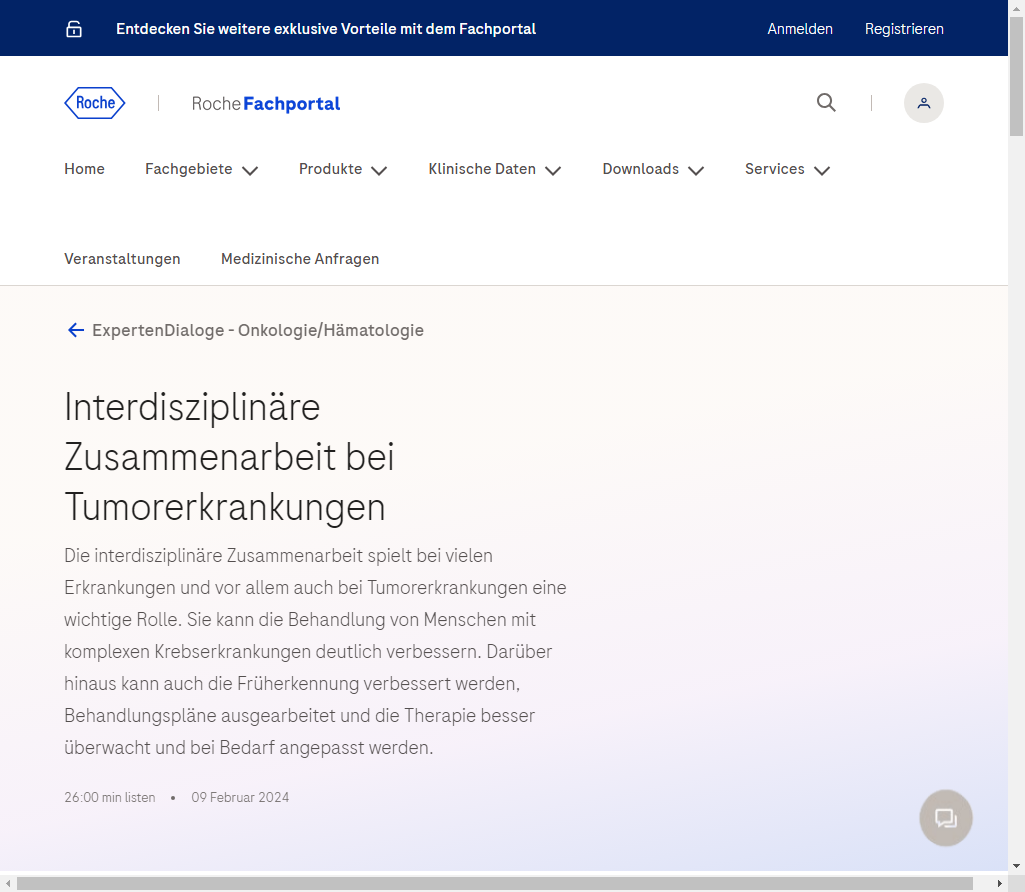 Entdecken Sie weitere exklusive Vorteile mit dem Fachportal
Anmelden
Registrieren
Roche
Roche Fachportal
Home
Fachgebiete
Produkte
Klinische Daten
Downloads
Services
Veranstaltungen
Medizinische Anfragen
ExpertenDialoge - Onkologie/Hämatologie
Interdisziplinäre
Zusammenarbeit bei
Tumorerkrankungen
Die interdisziplinäre Zusammenarbeit spielt bei vielen
Erkrankungen und vor allem auch bei Tumorerkrankungen eine
wichtige Rolle. Sie kann die Behandlung von Menschen mit
komplexen Krebserkrankungen deutlich verbessern. Darüber
hinaus kann auch die Früherkennung verbessert werden,
Behandlungspläne ausgearbeitet und die Therapie besser
überwacht und bei Bedarf angepasst werden.
26:00 min listen • 09 Februar 2024